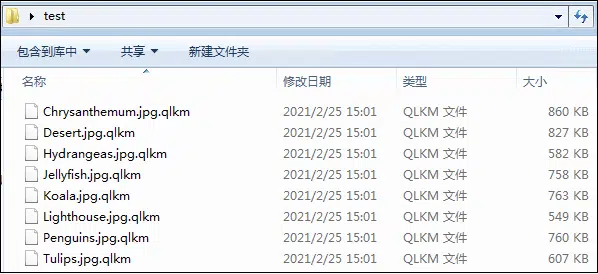 test
包含到库中 共享 新建文件夹
名称 修改日期 类型 大小
Chrysanthemum.jpg.qlkm 2021/2/25 15:01 QLKM 文件 860 KB
Desert.jpg.qlkm 2021/2/25 15:01 QLKM 文件 827 KB
Hydrangeas.jpg.qlkm 2021/2/25 15:01 QLKM 文件 582 KB
Jellyfish.jpg.qlkm 2021/2/25 15:01 QLKM 文件 758 KB
Koala.jpg.qlkm 2021/2/25 15:01 QLKM 文件 763 KB
Lighthouse.jpg.qlkm 2021/2/25 15:01 QLKM 文件 549 KB
Penguins.jpg.qlkm 2021/2/25 15:01 QLKM 文件 760 KB
Tulips.jpg.qlkm 2021/2/25 15:01 QLKM 文件 607 KB